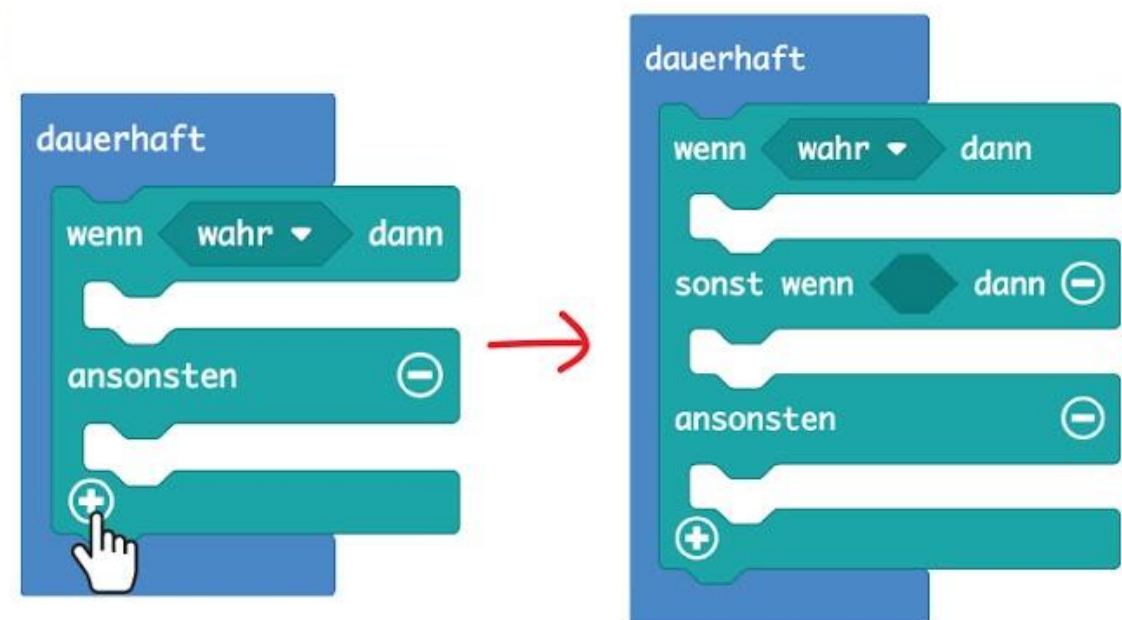 dauerhaft
wenn wahr dann
ansonsten
dauerhaft
wenn wahr dann
sonst wenn dann
ansonsten